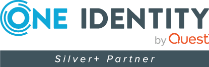 ONE IDENTITY
by Quest
Silver+ Partner